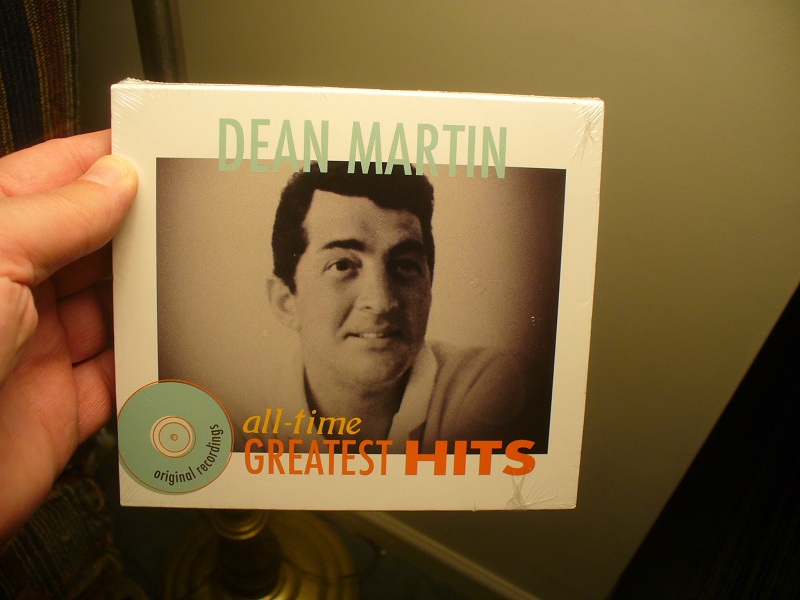 DEAN MARTIN
all-time
GREATEST HITS
original recordings